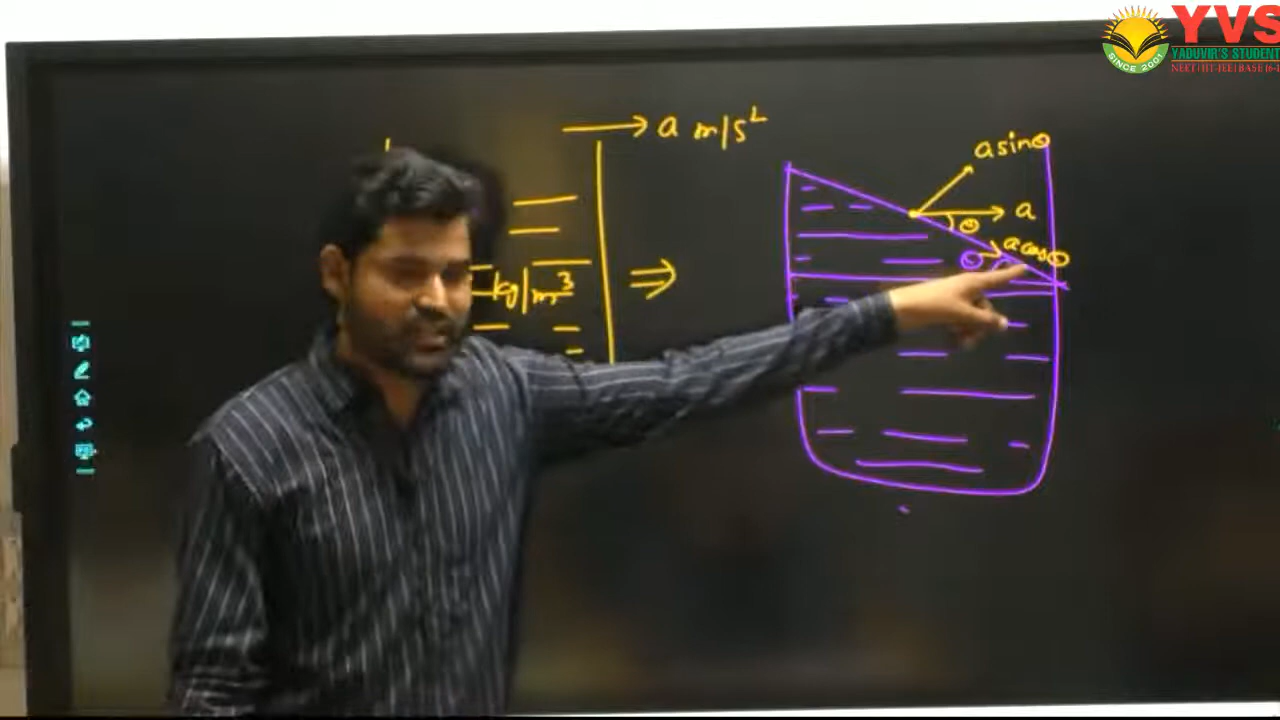 YVS
YADUVIR'S STUDENT
SINCE 2001
→ a m/s²
a sinθ
→ a
θ
a cosθ
θ
kg/m³
⇒